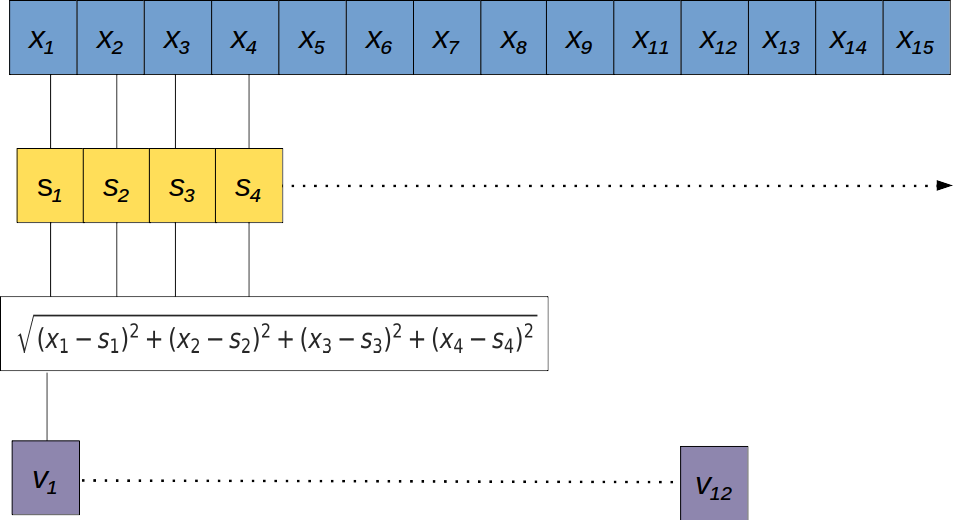 x₁ x₂ x₃ x₄ x₅ x₆ x₇ x₈ x₉ x₁₁ x₁₂ x₁₃ x₁₄ x₁₅
s₁ s₂ s₃ s₄
√((x₁ − s₁)² + (x₂ − s₂)² + (x₃ − s₃)² + (x₄ − s₄)²)
v₁ v₁₂